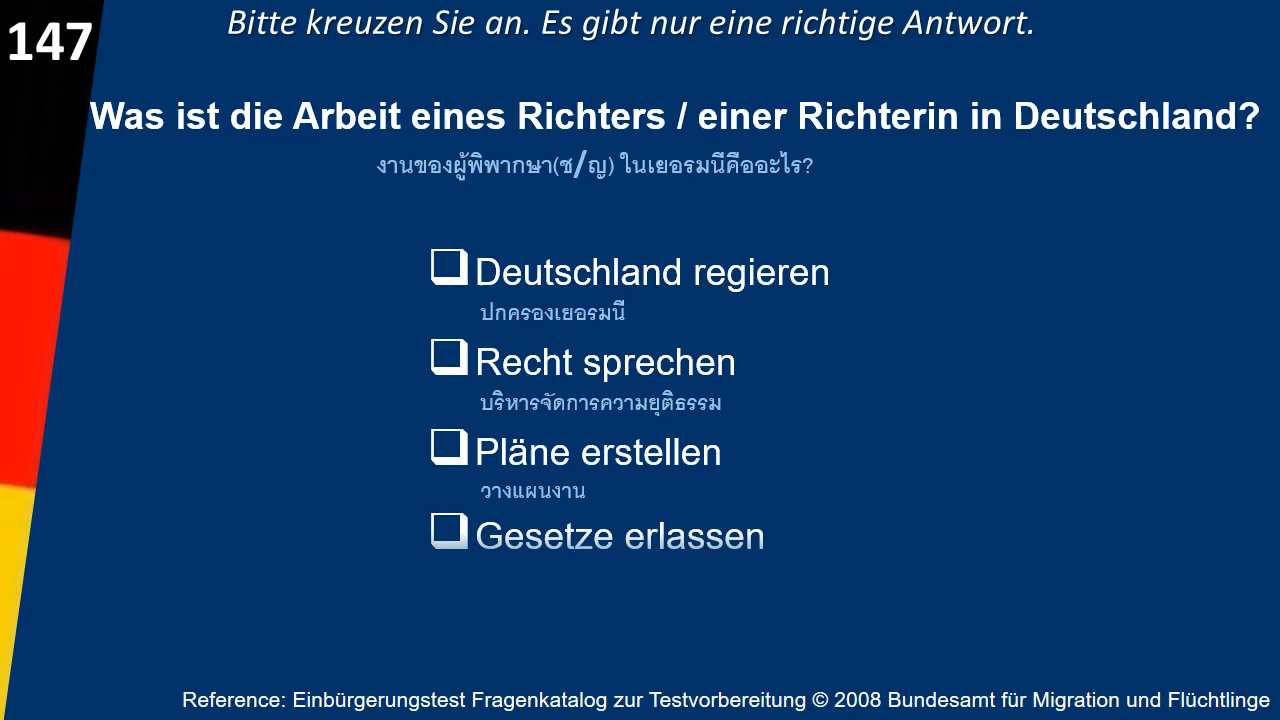 147
Bitte kreuzen Sie an. Es gibt nur eine richtige Antwort.
Was ist die Arbeit eines Richters / einer Richterin in Deutschland?
งานของผู้พิพากษา(ช/ญ) ในเยอรมนีคืออะไร?
Deutschland regieren
ปกครองเยอรมนี
Recht sprechen
บริหารจัดการความยุติธรรม
Pläne erstellen
วางแผนงาน
Gesetze erlassen
Reference: Einbürgerungstest Fragenkatalog zur Testvorbereitung © 2008 Bundesamt für Migration und Flüchtlinge